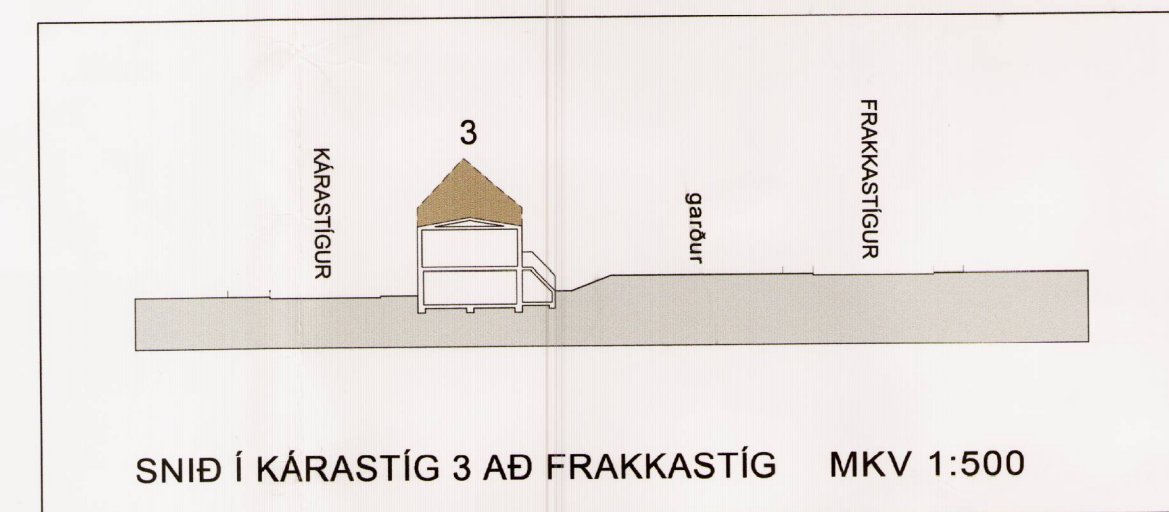 3
KÁRASTÍGUR
garður
FRAKKASTÍGUR
SNIÐ Í KÁRASTÍG 3 AÐ FRAKKASTÍG MKV 1:500